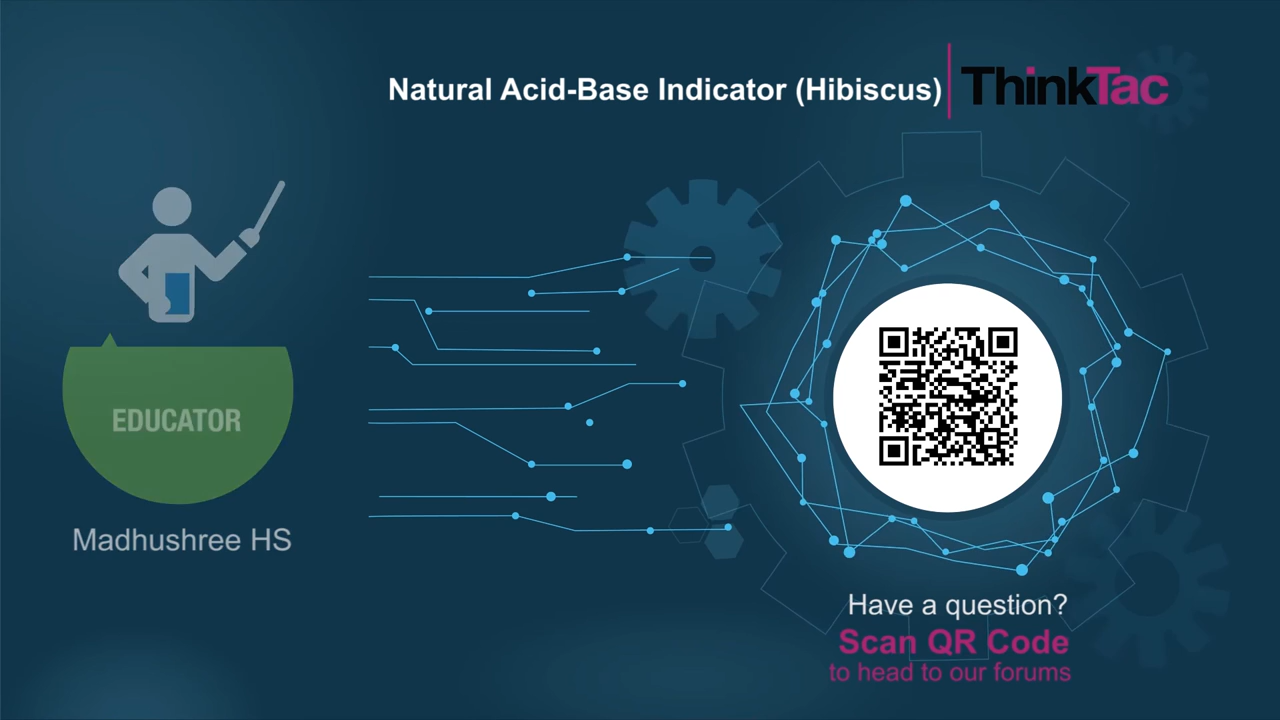 Natural Acid-Base Indicator (Hibiscus)
ThinkTac
EDUCATOR
Madhushree HS
Have a question?
Scan QR Code
to head to our forums